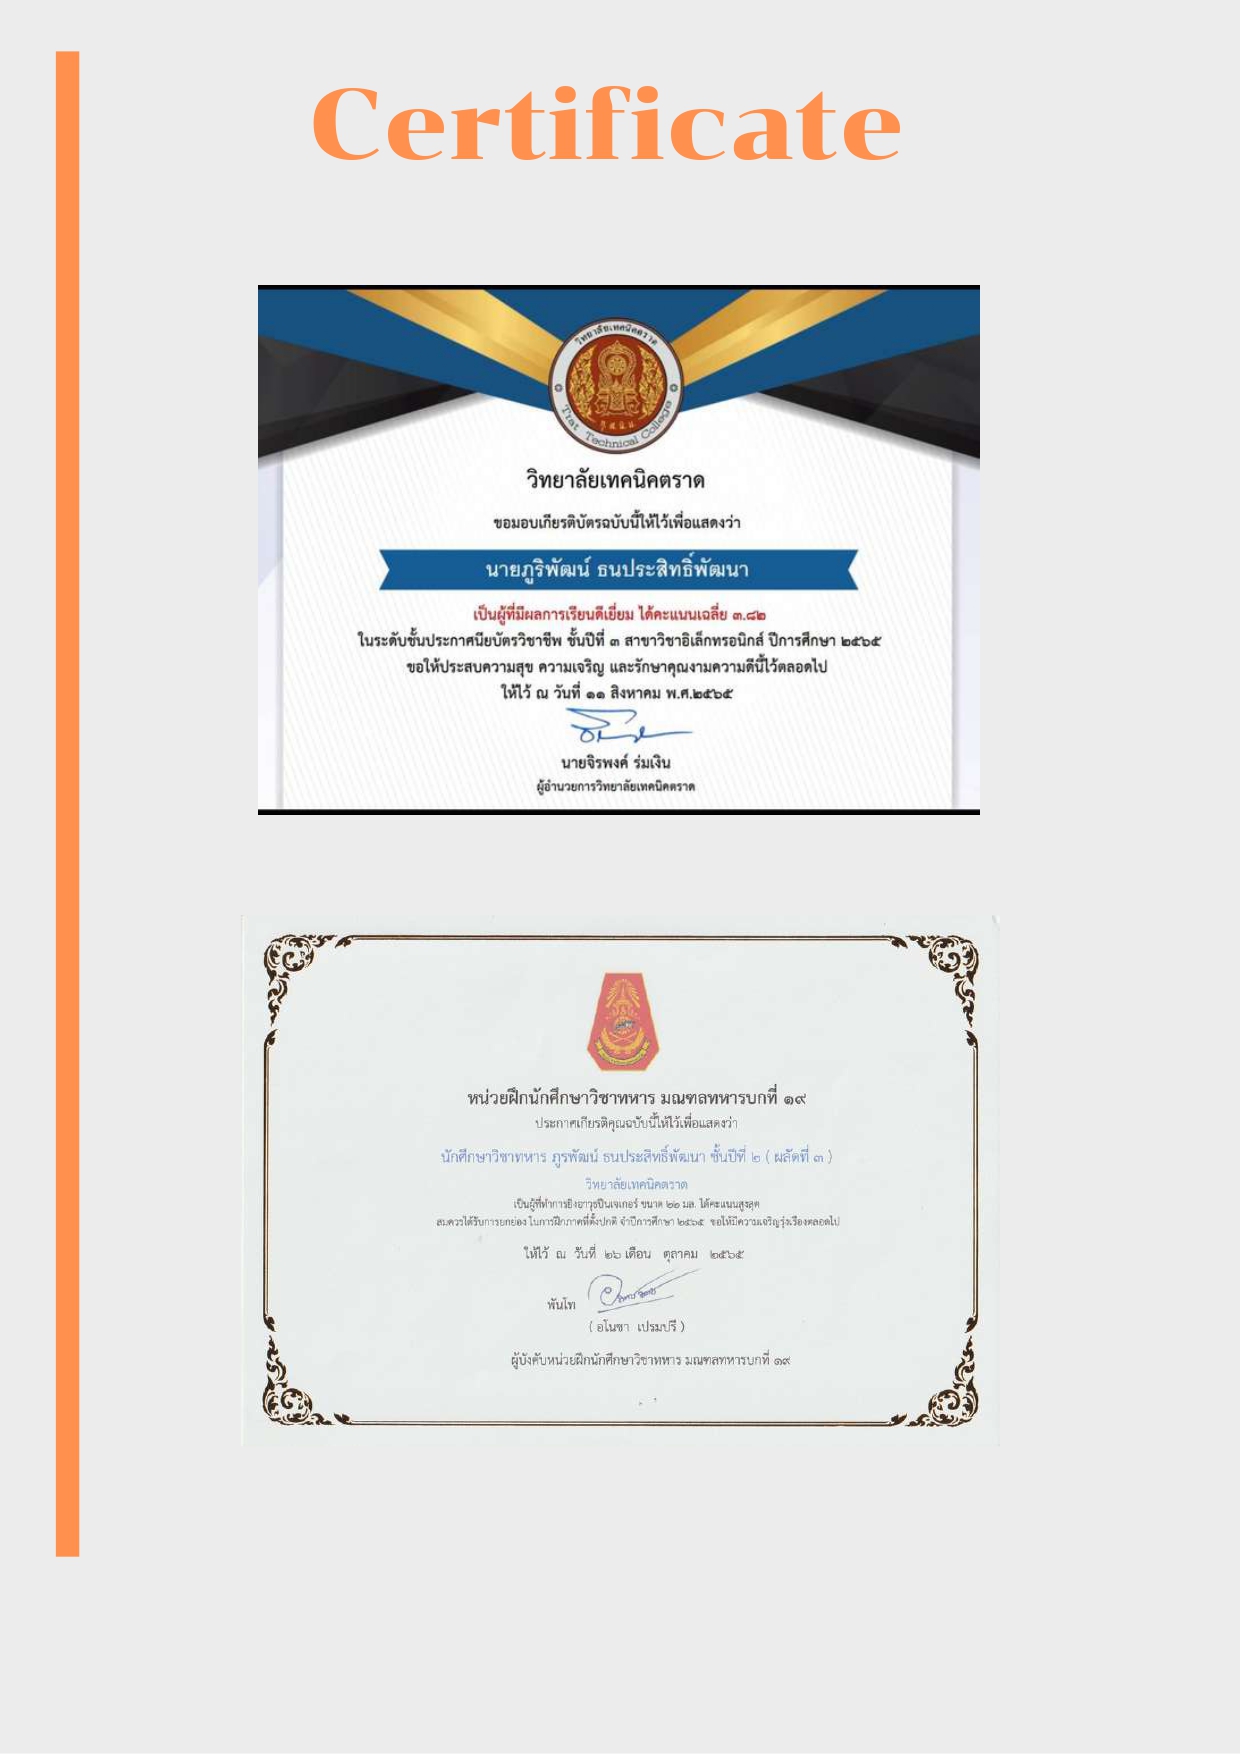 Certificate
วิทยาลัยเทคนิคตราด
Trat Technical College
วิทยาลัยเทคนิคตราด
ขอมอบเกียรติบัตรฉบับนี้ให้ไว้เพื่อแสดงว่า
นายภูริพัฒน์ ธนประสิทธิ์พัฒนา
เป็นผู้ที่มีผลการเรียนดีเยี่ยม ได้คะแนนเฉลี่ย ๓.๘๒
ในระดับชั้นประกาศนียบัตรวิชาชีพ ชั้นปีที่ ๓ สาขาวิชาอิเล็กทรอนิกส์ ปีการศึกษา ๒๕๖๕
ขอให้ประสบความสุข ความเจริญ และรักษาคุณงามความดีนี้ไว้ตลอดไป
ให้ไว้ ณ วันที่ ๑๑ สิงหาคม พ.ศ.๒๕๖๕
นายจิรพงค์ ร่มเงิน
ผู้อำนวยการวิทยาลัยเทคนิคตราด
หน่วยฝึกนักศึกษาวิชาทหาร มณฑลทหารบกที่ ๑๙
ประกาศเกียรติคุณฉบับนี้ให้ไว้เพื่อแสดงว่า
นักศึกษาวิชาทหาร ภูรพัฒน์ ธนประสิทธิ์พัฒนา ชั้นปีที่ ๒ ( ผลัดที่ ๓ )
วิทยาลัยเทคนิคตราด
เป็นผู้ที่ทำการยิงอาวุธปืนเจเกอร์ ขนาด ๒๒ มล. ได้คะแนนสูงสุด
สมควรได้รับการยกย่อง ในการฝึกภาคที่ตั้งปกติ จำปีการศึกษา ๒๕๖๕ ขอให้มีความเจริญรุ่งเรืองตลอดไป
ให้ไว้ ณ วันที่ ๒๖ เดือน ตุลาคม ๒๕๖๕
พันโท
( อโนชา เปรมปรี )
ผู้บังคับหน่วยฝึกนักศึกษาวิชาทหาร มณฑลทหารบกที่ ๑๙